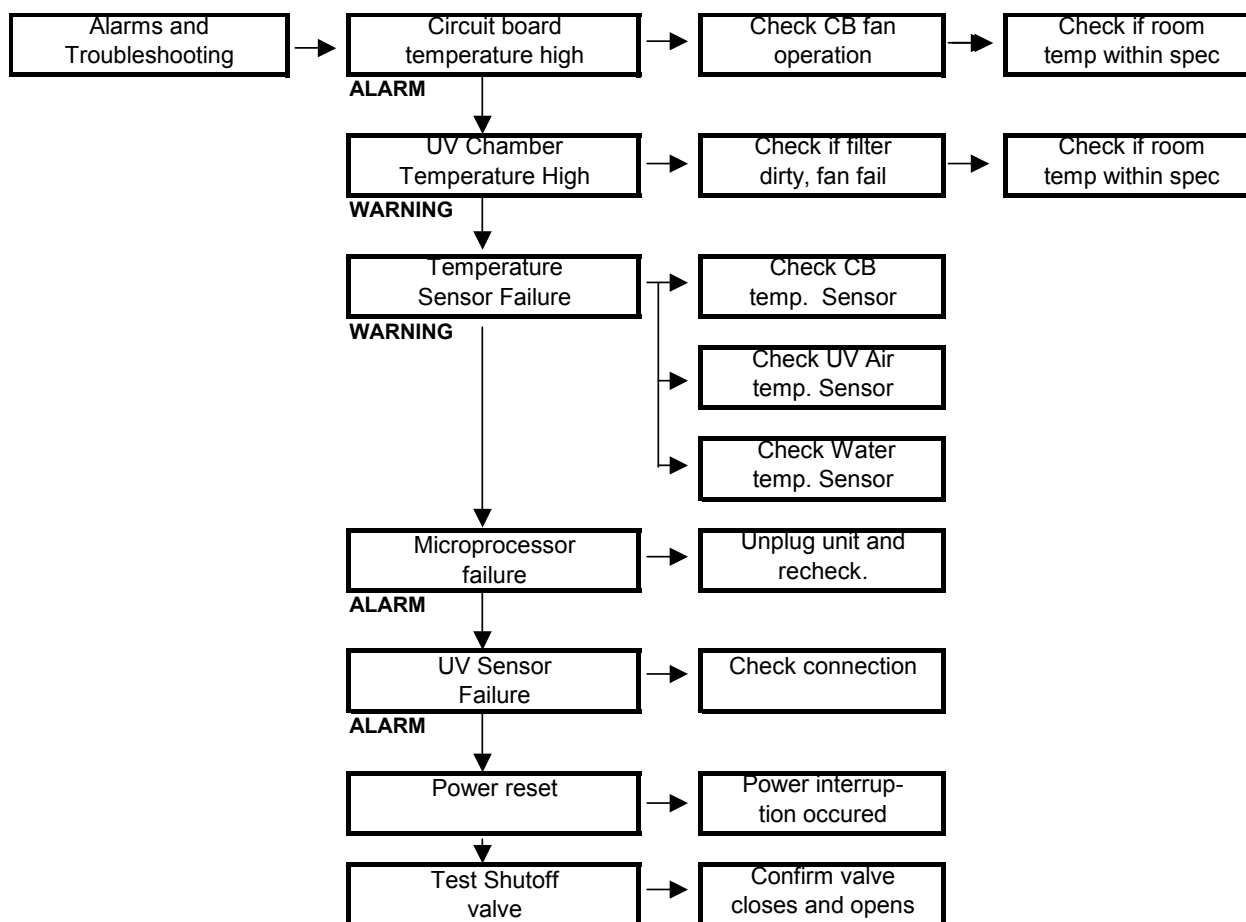 Alarms and
Troubleshooting
Circuit board
temperature high
Check CB fan
operation
Check if room
temp within spec
ALARM
UV Chamber
Temperature High
Check if filter
dirty, fan fail
Check if room
temp within spec
WARNING
Temperature
Sensor Failure
Check CB
temp. Sensor
WARNING
Check UV Air
temp. Sensor
Check Water
temp. Sensor
Microprocessor
failure
Unplug unit and
recheck.
ALARM
UV Sensor
Failure
Check connection
ALARM
Power reset
Power interrup-
tion occured
Test Shutoff
valve
Confirm valve
closes and opens